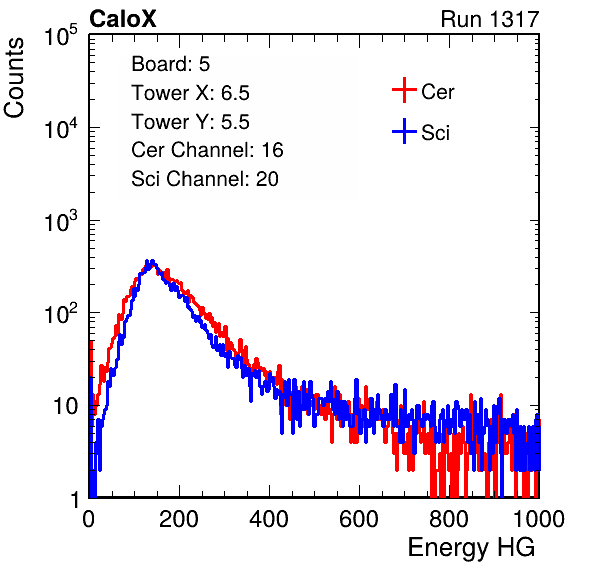 CaloX Run 1317
Counts
Board: 5
Tower X: 6.5
Tower Y: 5.5
Cer Channel: 16
Sci Channel: 20
Cer
Sci
10^5
10^4
10^3
10^2
10
1
0 200 400 600 800 1000
Energy HG